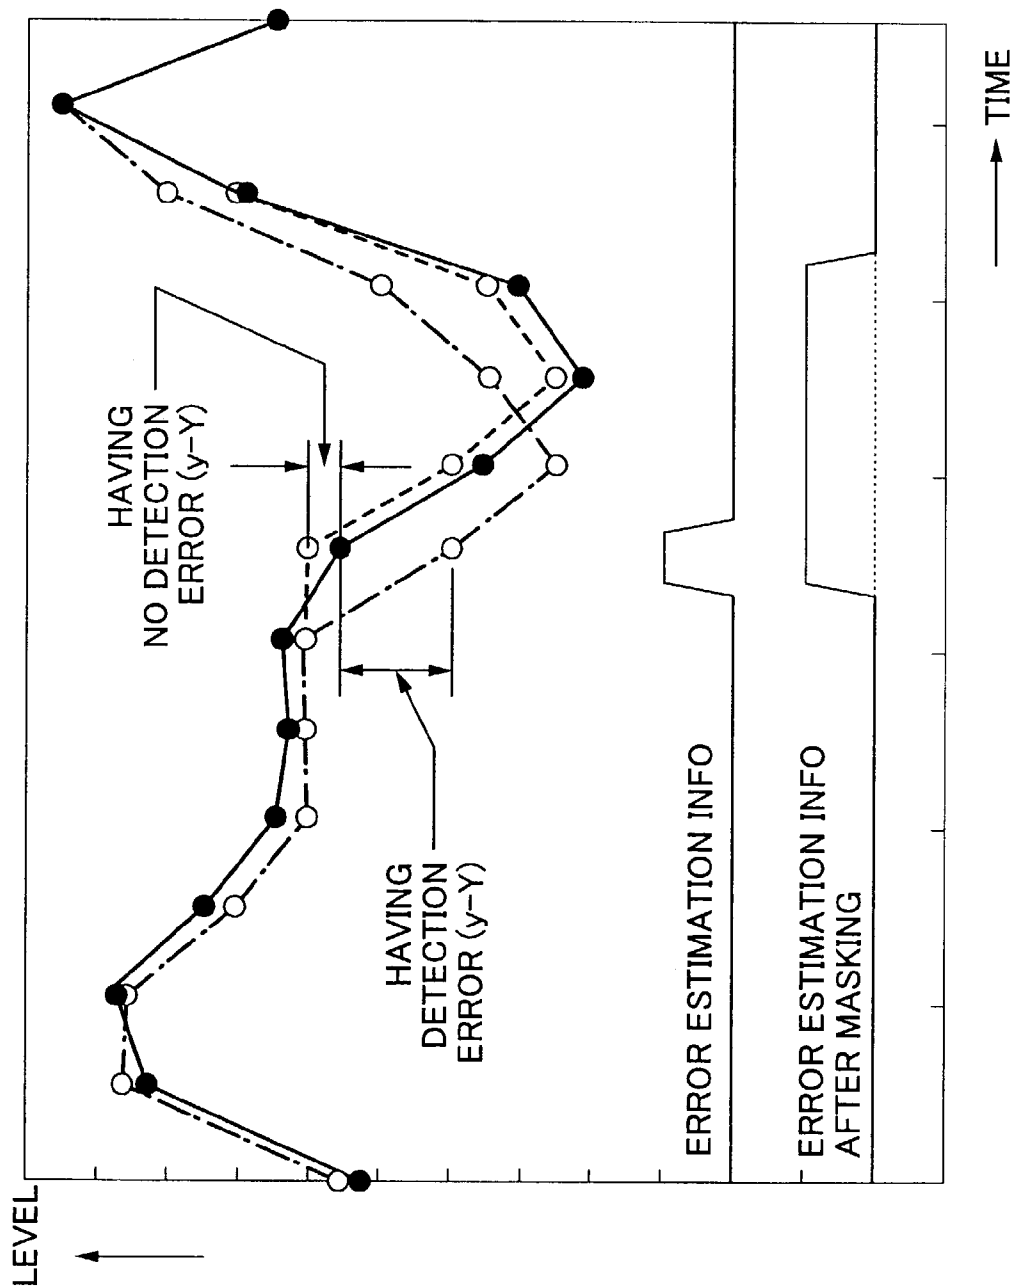 LEVEL
HAVING
NO DETECTION
ERROR (y-Y)
HAVING
DETECTION
ERROR (y-Y)
ERROR ESTIMATION INFO
ERROR ESTIMATION INFO
AFTER MASKING
TIME